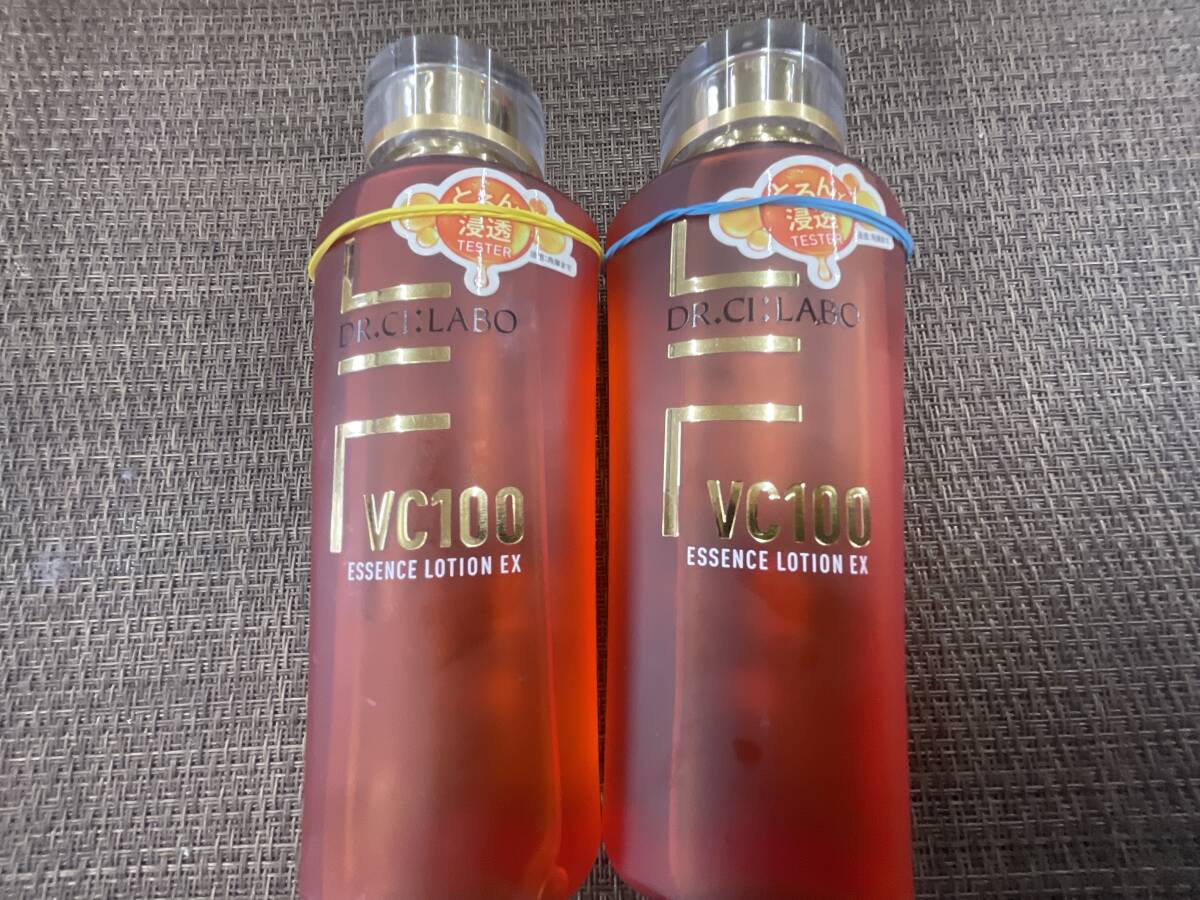 とろんと
浸透
TESTER
DR.CI:LABO
VC100
ESSENCE LOTION EX
とろんと
浸透
TESTER
DR.CI:LABO
VC100
ESSENCE LOTION EX